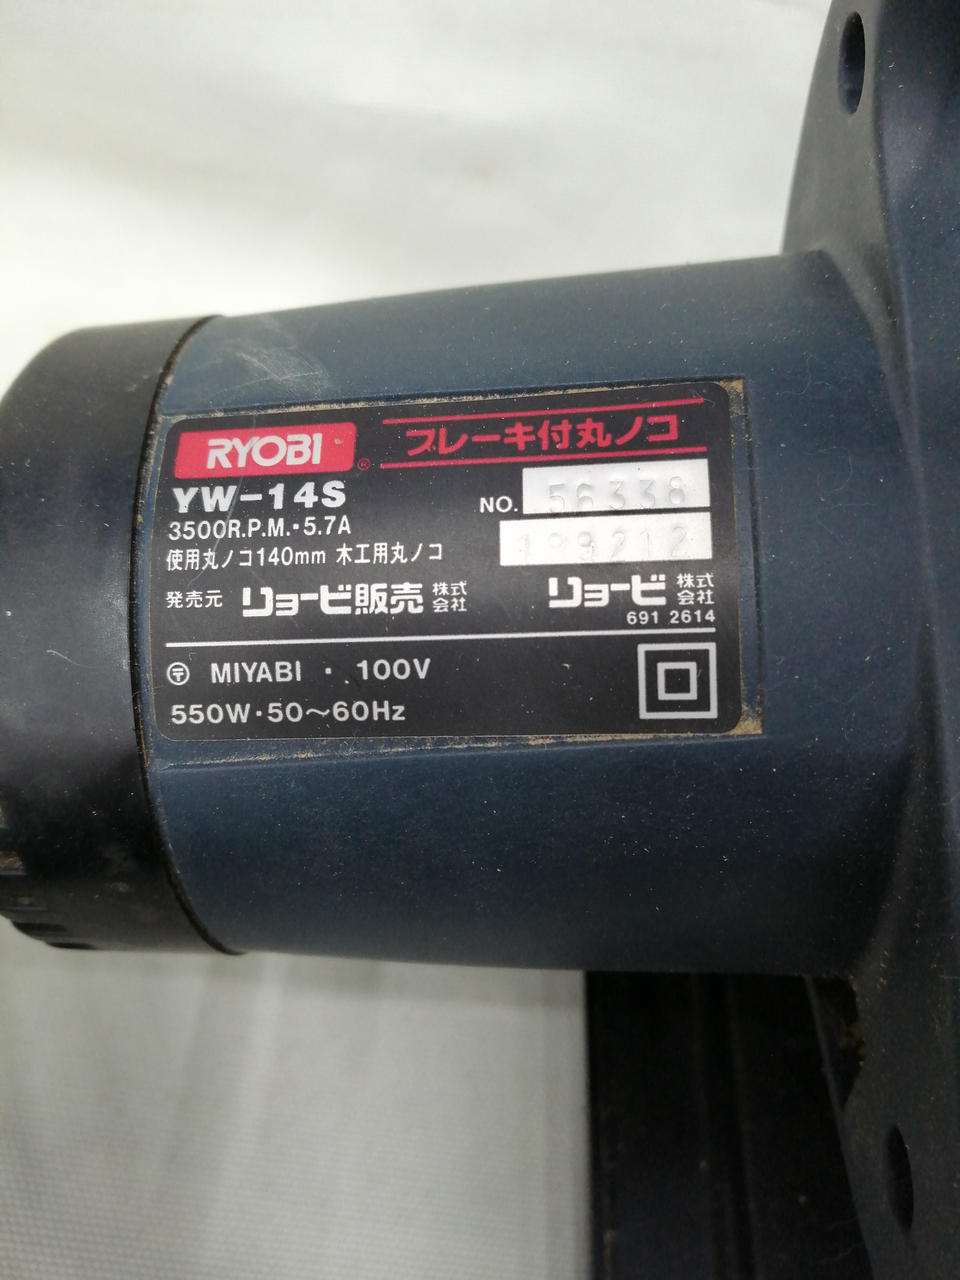 RYOBI®
ブレーキ付丸ノコ
YW-14S
NO. 56338
3500R.P.M.・5.7A
199212
使用丸ノコ140mm 木工用丸ノコ
発売元 リョービ販売株式会社 リョービ株式会社
691 2614
〒 MIYABI ・ 100V
550W・50〜60Hz